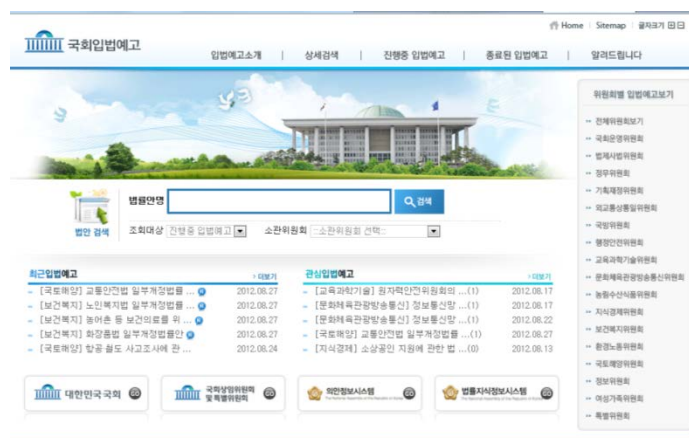 Home | Sitemap | 글자크기
국회입법예고
입법예고소개 | 상세검색 | 진행중 입법예고 | 종료된 입법예고 | 알려드립니다
법안 검색
법률안명
검색
조회대상 진행중 입법예고 소관위원회 ::소관위원회 선택::
최근입법예고 더보기
[국토해양] 교통안전법 일부개정법률 ... 2012.08.27
[보건복지] 노인복지법 일부개정법률 ... 2012.08.27
[보건복지] 농어촌 등 보건의료를 위 ... 2012.08.27
[보건복지] 화장품법 일부개정법률안 2012.08.27
[국토해양] 항공·철도 사고조사에 관 ... 2012.08.24
관심입법예고 더보기
[교육과학기술] 원자력안전위원회의 ...(1) 2012.08.17
[문화체육관광방송통신] 정보통신망 ...(1) 2012.08.17
[문화체육관광방송통신] 정보통신망 ...(1) 2012.08.22
[국토해양] 교통안전법 일부개정법률 ...(1) 2012.08.27
[지식경제] 소상공인 지원에 관한 법 ...(0) 2012.08.13
위원회별 입법예고보기
전체위원회보기
국회운영위원회
법제사법위원회
정무위원회
기획재정위원회
외교통상통일위원회
국방위원회
행정안전위원회
교육과학기술위원회
문화체육관광방송통신위원회
농림수산식품위원회
지식경제위원회
보건복지위원회
환경노동위원회
국토해양위원회
정보위원회
여성가족위원회
특별위원회
대한민국국회 GO
국회상임위원회 및 특별위원회 GO
의안정보시스템 GO
법률지식정보시스템 GO